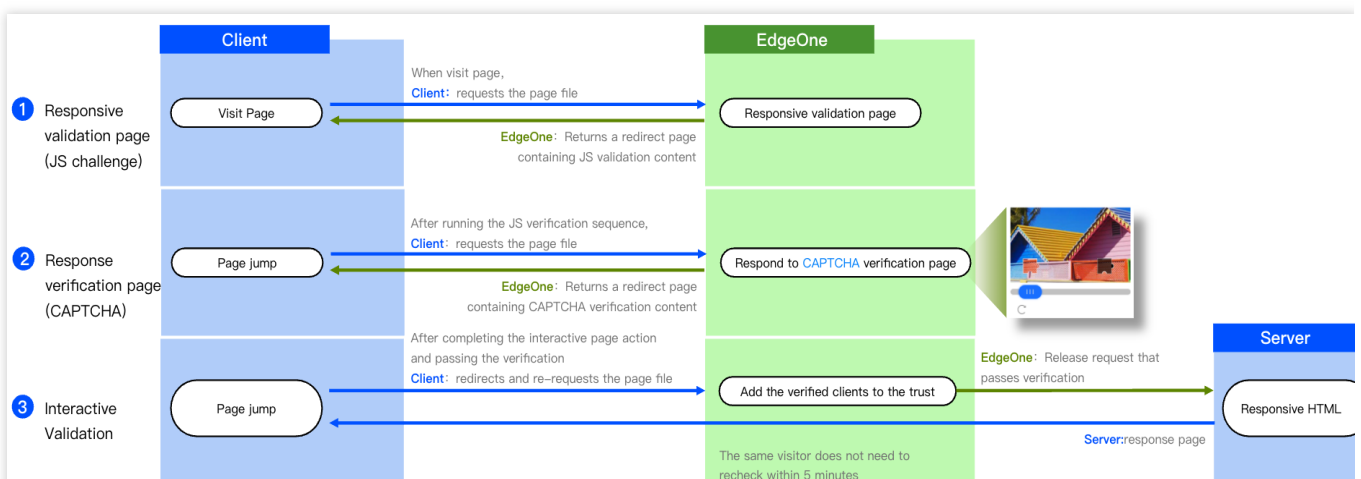 Client
EdgeOne
1
Responsive
validation page
(JS challenge)
Visit Page
When visit page,
Client: requests the page file
EdgeOne: Returns a redirect page
containing JS validation content
Responsive validation page
2
Response
verification page
(CAPTCHA)
Page jump
After running the JS verification sequence,
Client: requests the page file
EdgeOne: Returns a redirect page
containing CAPTCHA verification content
Respond to CAPTCHA verification page
3
Interactive
Validation
Page jump
After completing the interactive page action
and passing the verification
Client: redirects and re-requests the page file
Add the verified clients to the trust
The same visitor does not need to
recheck within 5 minutes
EdgeOne: Release request that
passes verification
Server:response page
Server
Responsive HTML